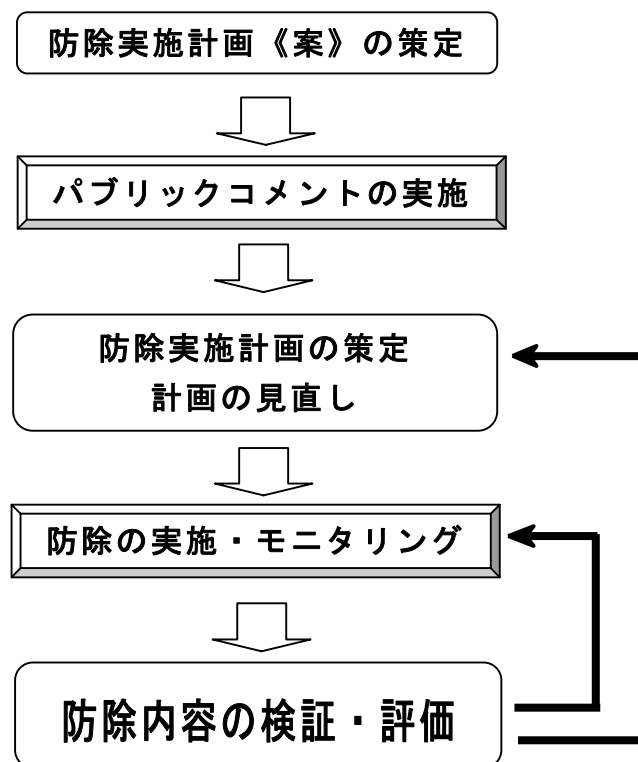 防除実施計画《案》の策定
パブリックコメントの実施
防除実施計画の策定
計画の見直し
防除の実施・モニタリング
防除内容の検証・評価